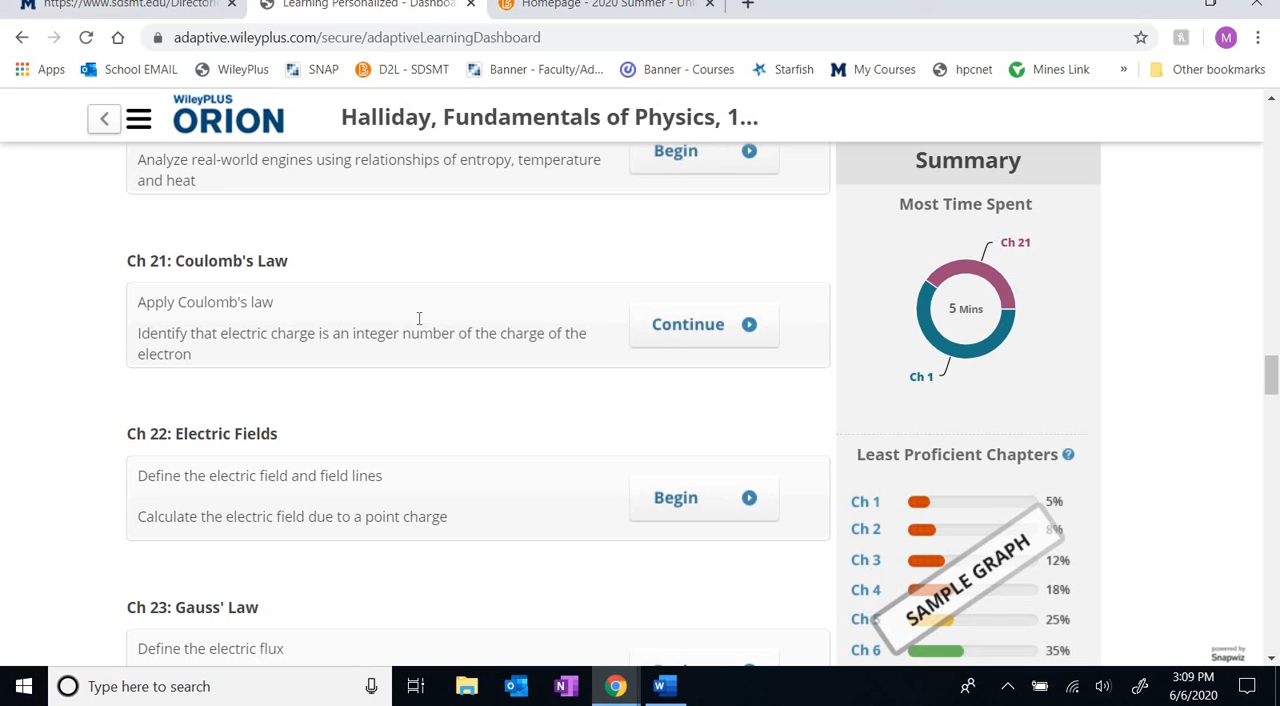 https://www.sdsmt.edu/Director
Learning Personalized - Dashboa
Homepage - 2020 Summer - Uni
adaptive.wileyplus.com/secure/adaptiveLearningDashboard
M
Apps School EMAIL WileyPlus SNAP D2L - SDSMT Banner - Faculty/Ad... Banner - Courses Starfish My Courses hpcnet Mines Link » Other bookmarks
WileyPLUS
ORION
Halliday, Fundamentals of Physics, 1...
Analyze real-world engines using relationships of entropy, temperature
and heat
Begin
Ch 21: Coulomb's Law
Apply Coulomb's law
Identify that electric charge is an integer number of the charge of the
electron
Continue
Ch 22: Electric Fields
Define the electric field and field lines
Calculate the electric field due to a point charge
Begin
Ch 23: Gauss' Law
Define the electric flux
Summary
Most Time Spent
Ch 21
5 Mins
Ch 1
Least Proficient Chapters ?
Ch 1 5%
Ch 2 8%
Ch 3 12%
Ch 4 18%
Ch 25%
Ch 6 35%
SAMPLE GRAPH
powered by
Snapwiz
Type here to search
3:09 PM
6/6/2020